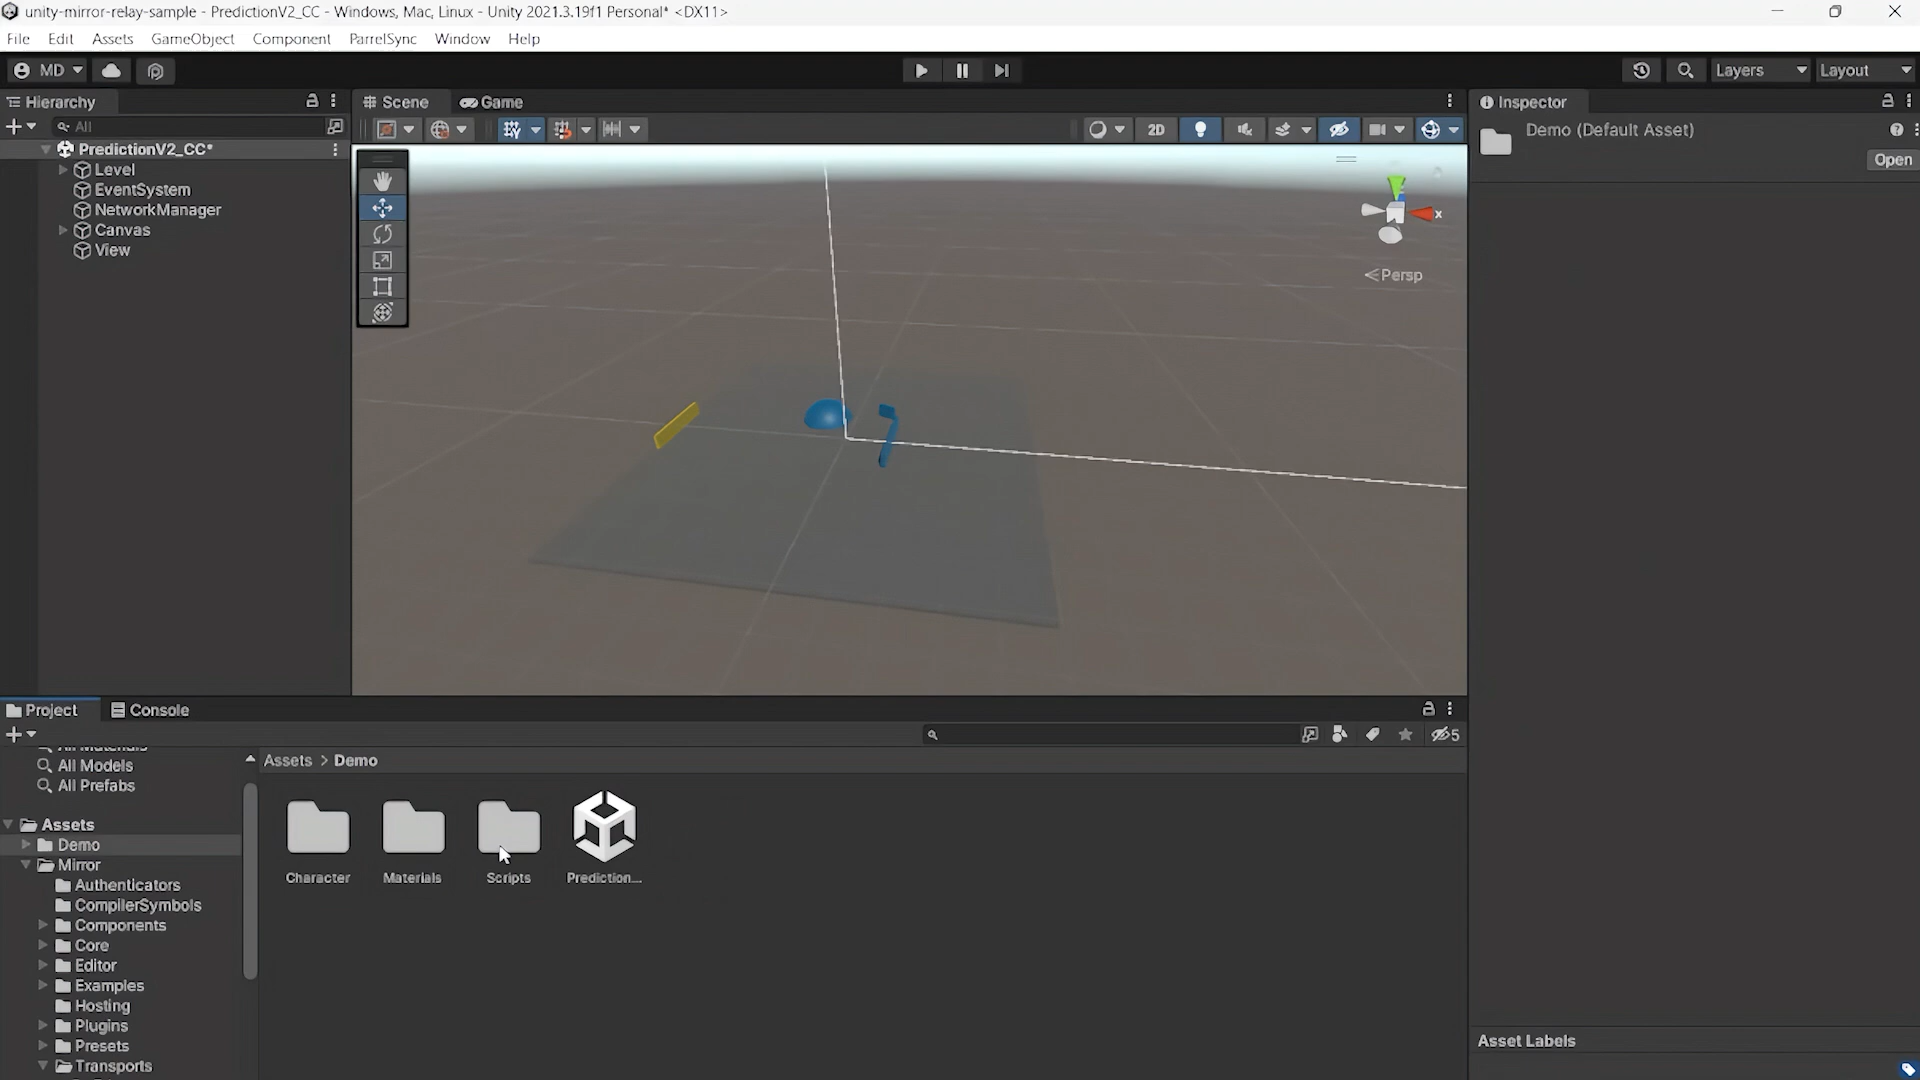 unity-mirror-relay-sample - PredictionV2_CC - Windows, Mac, Linux - Unity 2021.3.19f1 Personal* <DX11>
File Edit Assets GameObject Component ParrelSync Window Help
MD
Layers
Layout
Hierarchy
Scene
Game
Inspector
All
2D
Demo (Default Asset)
Open
PredictionV2_CC*
Level
EventSystem
NetworkManager
Canvas
View
x
<Persp
Project
Console
5
All Materials
All Models
All Prefabs
Assets > Demo
Assets
Demo
Mirror
Authenticators
CompilerSymbols
Components
Core
Editor
Examples
Hosting
Plugins
Presets
Transports
Character
Materials
Scripts
Prediction...
Asset Labels